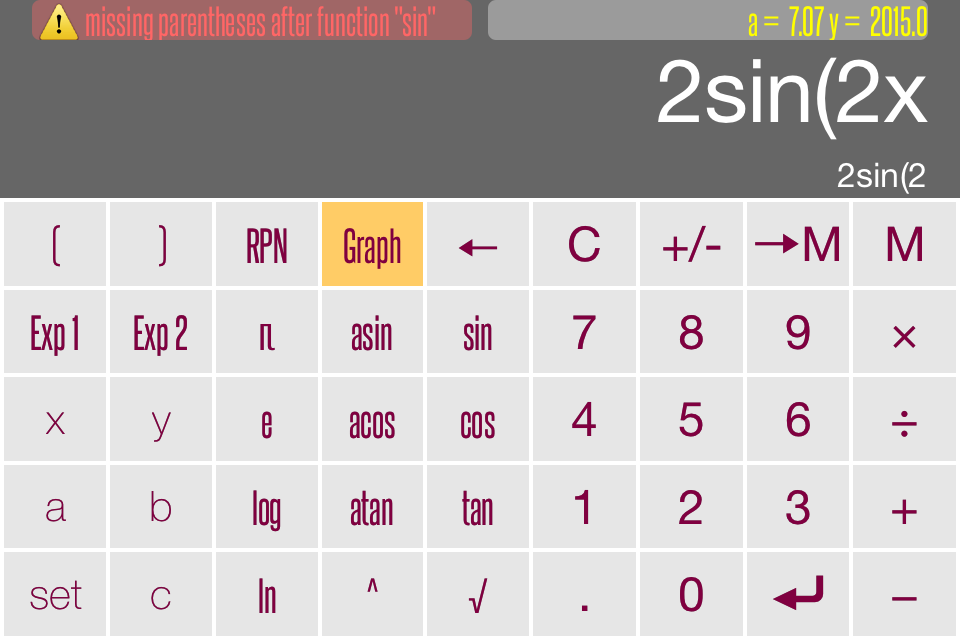 missing parentheses after function "sin"
a = 7.07 y = 2015.0
2sin(2x
2sin(2
( ) RPN Graph ← C +/- →M M
Exp 1 Exp 2 π asin sin 7 8 9 ×
x y e acos cos 4 5 6 ÷
a b log atan tan 1 2 3 +
set c ln ^ √ . 0 ↵ −